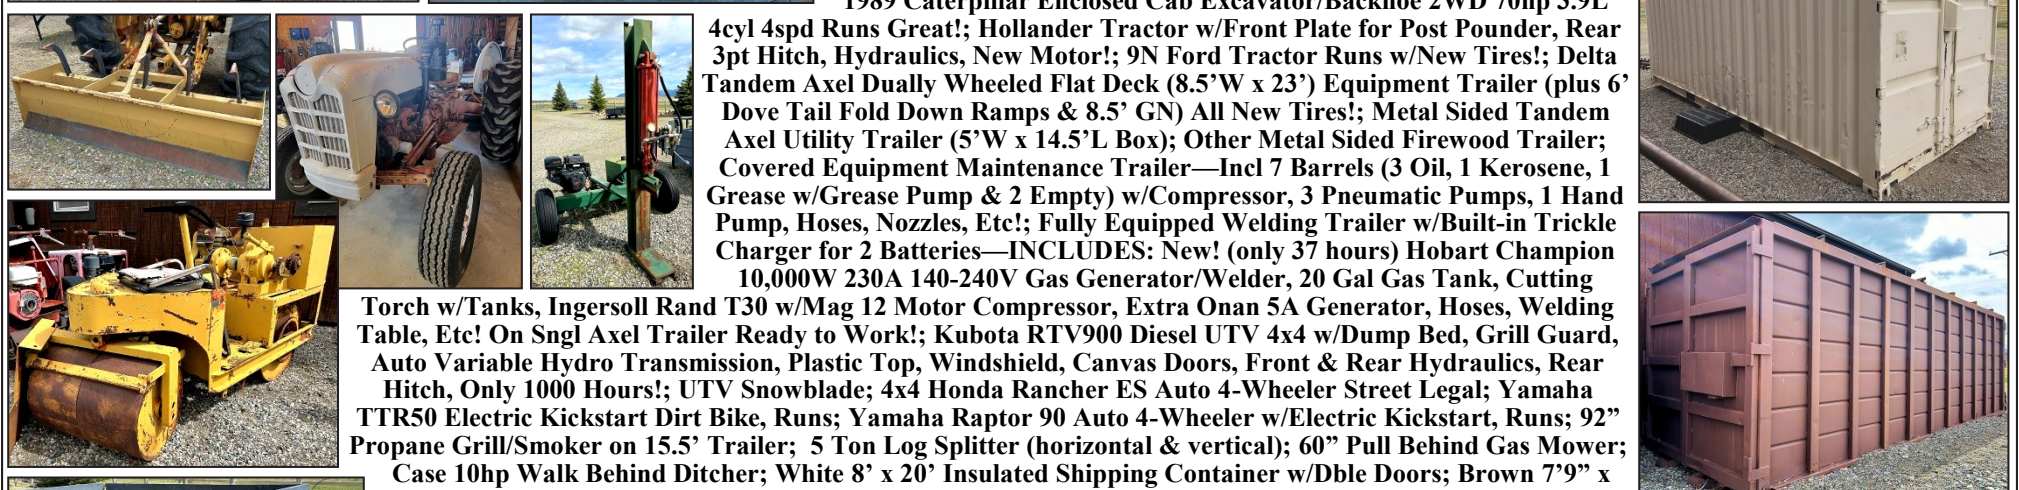 1989 Caterpillar Enclosed Cab Excavator/Backhoe 2WD 70hp 3.9L
4cyl 4spd Runs Great!; Hollander Tractor w/Front Plate for Post Pounder, Rear
3pt Hitch, Hydraulics, New Motor!; 9N Ford Tractor Runs w/New Tires!; Delta
Tandem Axel Dually Wheeled Flat Deck (8.5’W x 23’) Equipment Trailer (plus 6’
Dove Tail Fold Down Ramps & 8.5’ GN) All New Tires!; Metal Sided Tandem
Axel Utility Trailer (5’W x 14.5’L Box); Other Metal Sided Firewood Trailer;
Covered Equipment Maintenance Trailer—Incl 7 Barrels (3 Oil, 1 Kerosene, 1
Grease w/Grease Pump & 2 Empty) w/Compressor, 3 Pneumatic Pumps, 1 Hand
Pump, Hoses, Nozzles, Etc!; Fully Equipped Welding Trailer w/Built-in Trickle
Charger for 2 Batteries—INCLUDES: New! (only 37 hours) Hobart Champion
10,000W 230A 140-240V Gas Generator/Welder, 20 Gal Gas Tank, Cutting
Torch w/Tanks, Ingersoll Rand T30 w/Mag 12 Motor Compressor, Extra Onan 5A Generator, Hoses, Welding
Table, Etc! On Sngl Axel Trailer Ready to Work!; Kubota RTV900 Diesel UTV 4x4 w/Dump Bed, Grill Guard,
Auto Variable Hydro Transmission, Plastic Top, Windshield, Canvas Doors, Front & Rear Hydraulics, Rear
Hitch, Only 1000 Hours!; UTV Snowblade; 4x4 Honda Rancher ES Auto 4-Wheeler Street Legal; Yamaha
TTR50 Electric Kickstart Dirt Bike, Runs; Yamaha Raptor 90 Auto 4-Wheeler w/Electric Kickstart, Runs; 92”
Propane Grill/Smoker on 15.5’ Trailer;  5 Ton Log Splitter (horizontal & vertical); 60” Pull Behind Gas Mower;
Case 10hp Walk Behind Ditcher; White 8’ x 20’ Insulated Shipping Container w/Dble Doors; Brown 7’9” x